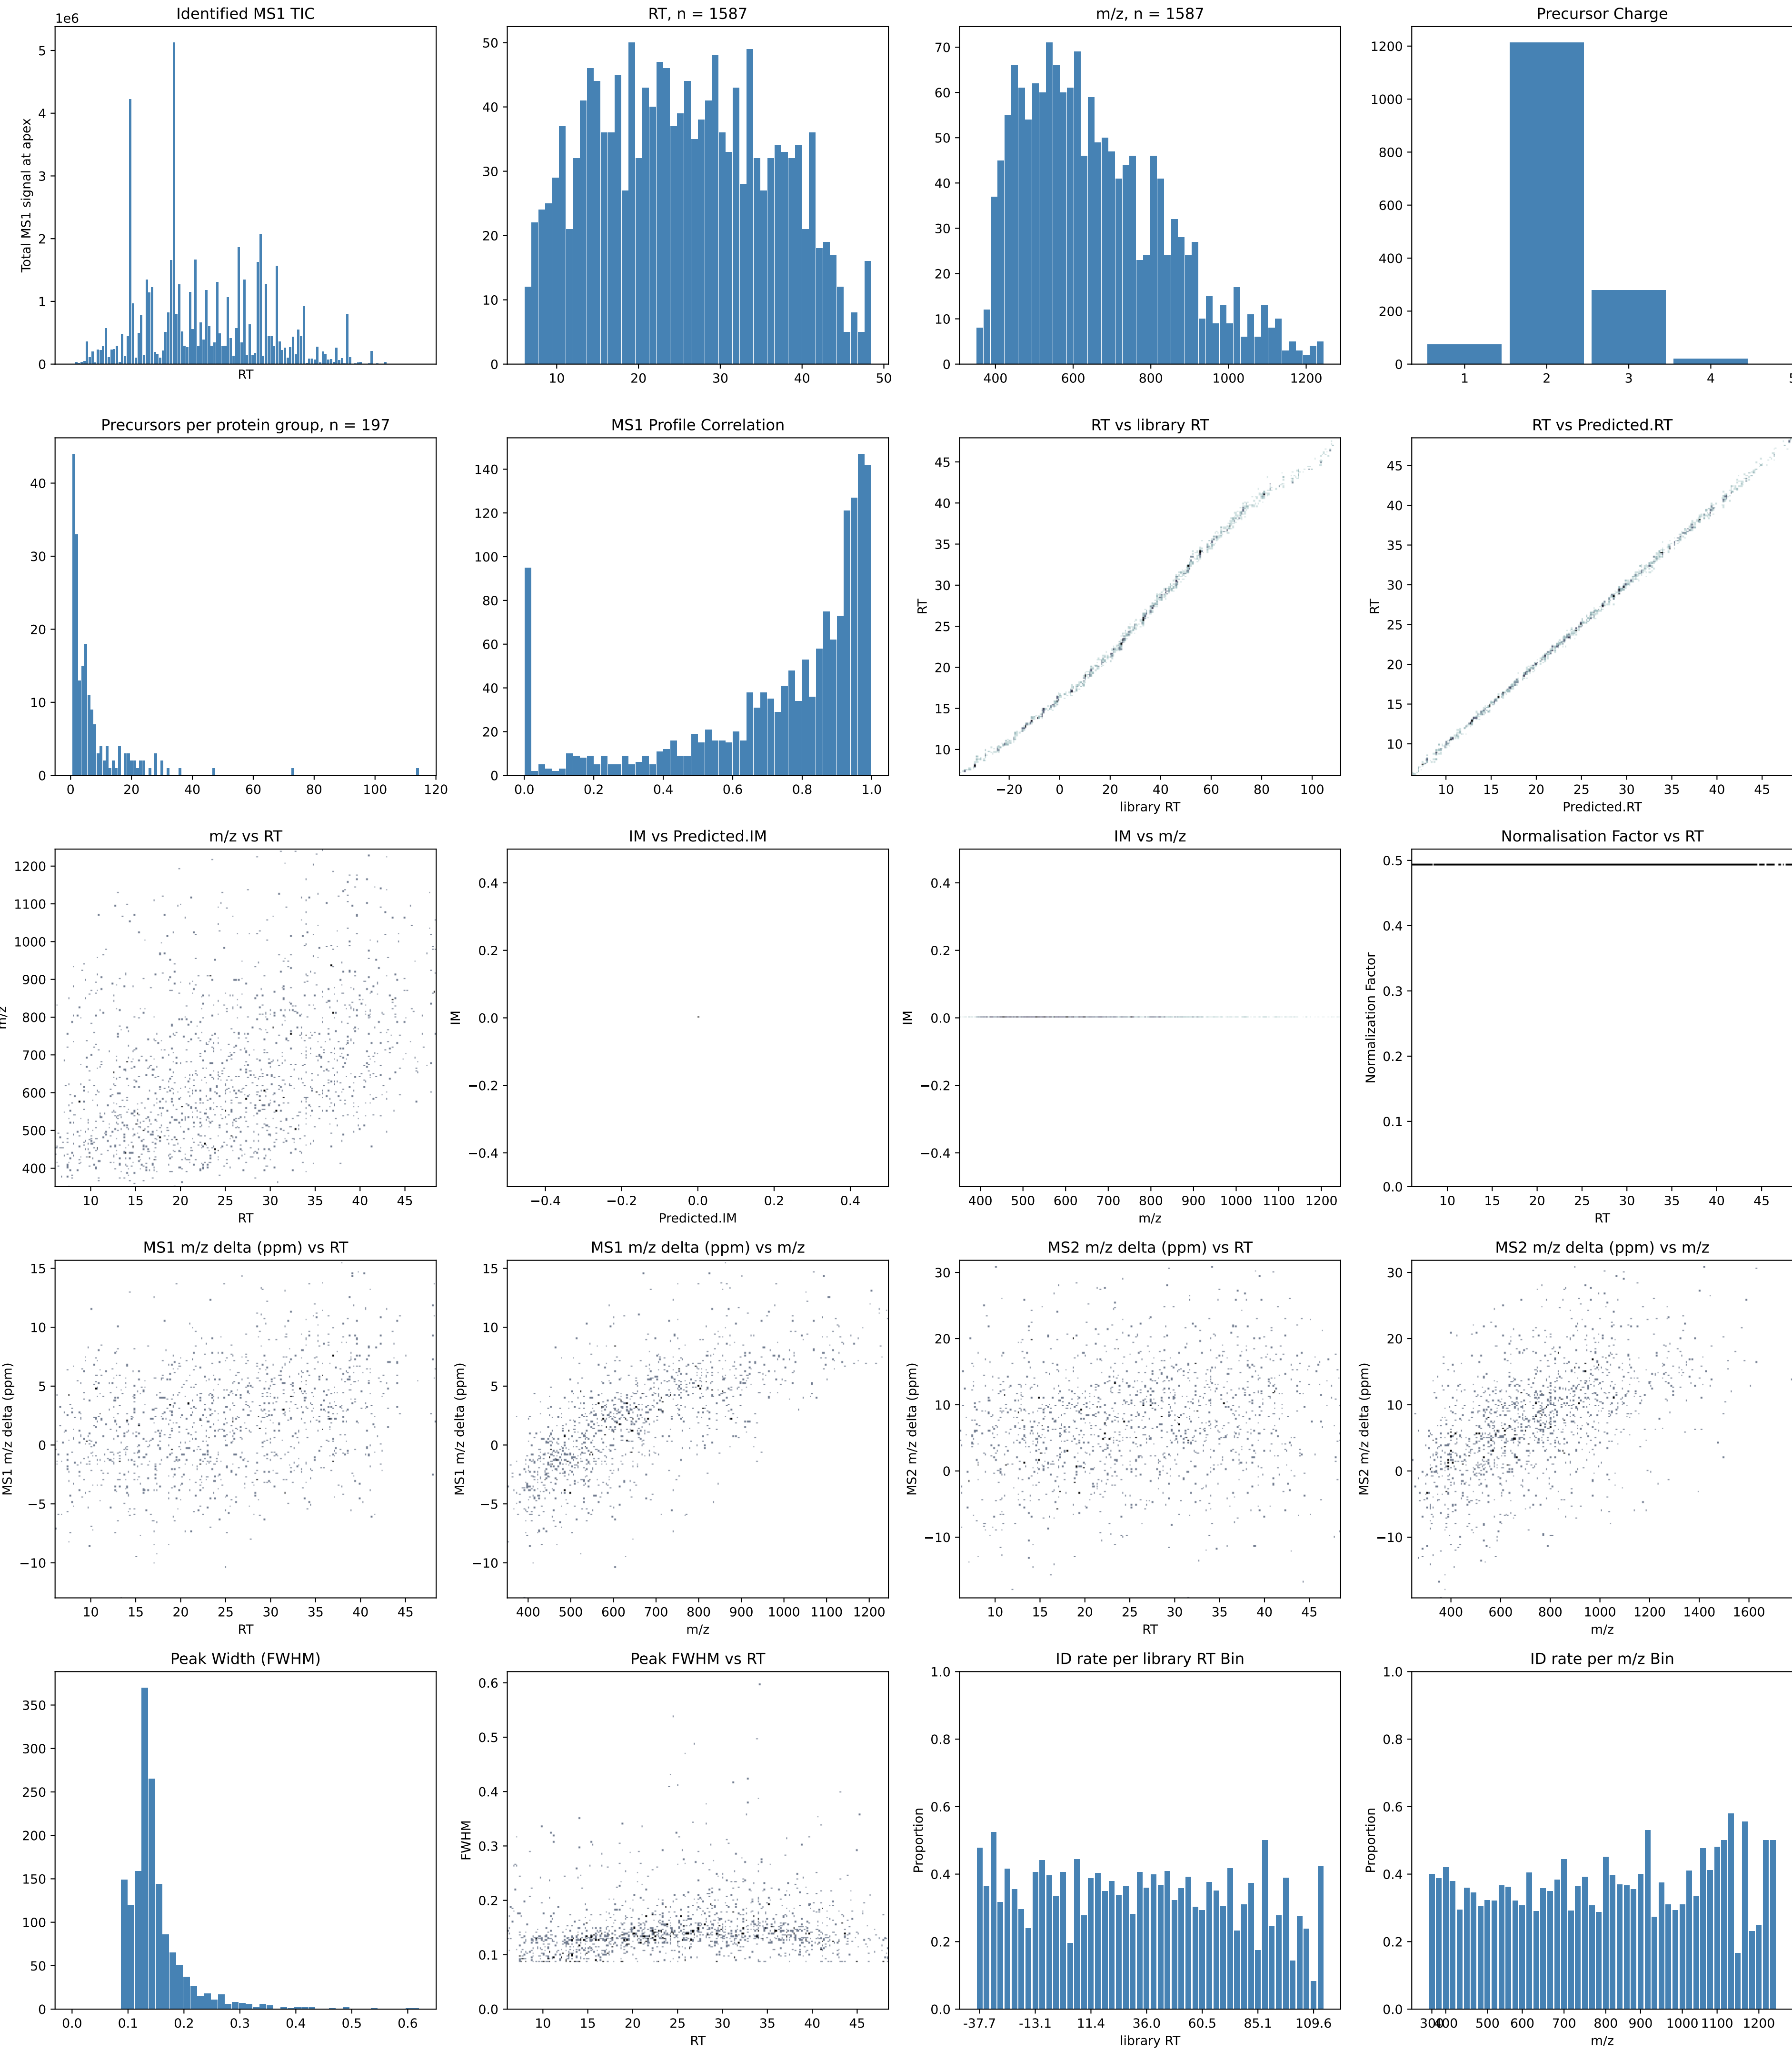 Identified MS1 TIC
1e6
Total MS1 signal at apex
5
4
3
2
1
0
RT
RT, n = 1587
50
40
30
20
10
0
10 20 30 40 50
m/z, n = 1587
70
60
50
40
30
20
10
0
400 600 800 1000 1200
Precursor Charge
1200
1000
800
600
400
200
0
1 2 3 4 5
Precursors per protein group, n = 197
40
30
20
10
0
0 20 40 60 80 100 120
MS1 Profile Correlation
140
120
100
80
60
40
20
0
0.0 0.2 0.4 0.6 0.8 1.0
RT vs library RT
RT
45
40
35
30
25
20
15
10
−20 0 20 40 60 80 100
library RT
RT vs Predicted.RT
RT
45
40
35
30
25
20
15
10
10 15 20 25 30 35 40 45
Predicted.RT
m/z vs RT
m/z
1200
1100
1000
900
800
700
600
500
400
10 15 20 25 30 35 40 45
RT
IM vs Predicted.IM
IM
0.4
0.2
0.0
−0.2
−0.4
−0.4 −0.2 0.0 0.2 0.4
Predicted.IM
IM vs m/z
IM
0.4
0.2
0.0
−0.2
−0.4
400 500 600 700 800 900 1000 1100 1200
m/z
Normalisation Factor vs RT
Normalization Factor
0.5
0.4
0.3
0.2
0.1
0.0
10 15 20 25 30 35 40 45
RT
MS1 m/z delta (ppm) vs RT
MS1 m/z delta (ppm)
15
10
5
0
−5
−10
10 15 20 25 30 35 40 45
RT
MS1 m/z delta (ppm) vs m/z
MS1 m/z delta (ppm)
15
10
5
0
−5
−10
400 500 600 700 800 900 1000 1100 1200
m/z
MS2 m/z delta (ppm) vs RT
MS2 m/z delta (ppm)
30
20
10
0
−10
10 15 20 25 30 35 40 45
RT
MS2 m/z delta (ppm) vs m/z
MS2 m/z delta (ppm)
30
20
10
0
−10
400 600 800 1000 1200 1400 1600
m/z
Peak Width (FWHM)
350
300
250
200
150
100
50
0
0.0 0.1 0.2 0.3 0.4 0.5 0.6
Peak FWHM vs RT
FWHM
0.6
0.5
0.4
0.3
0.2
0.1
0.0
10 15 20 25 30 35 40 45
RT
ID rate per library RT Bin
Proportion
1.0
0.8
0.6
0.4
0.2
0.0
-37.7 -13.1 11.4 36.0 60.5 85.1 109.6
library RT
ID rate per m/z Bin
Proportion
1.0
0.8
0.6
0.4
0.2
0.0
300 400 500 600 700 800 900 1000 1100 1200
m/z